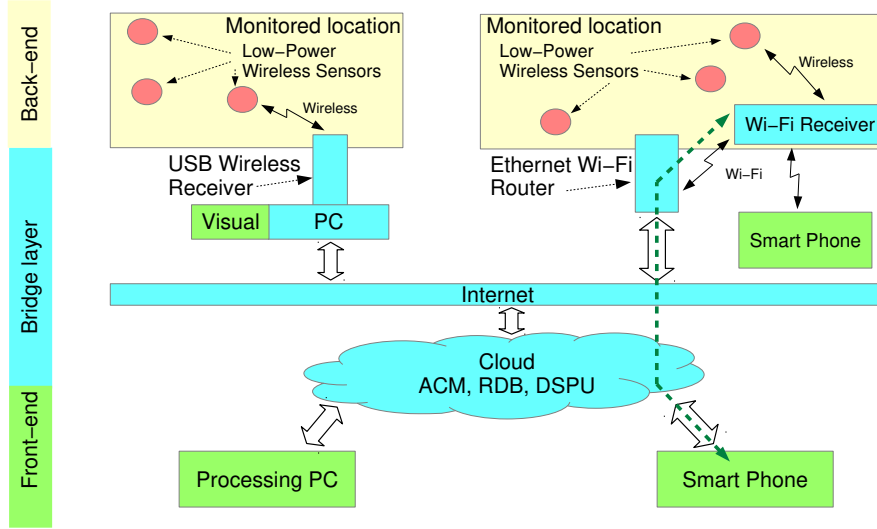 Back−end
Bridge layer
Front−end
Monitored location
Low−Power
Wireless Sensors
Wireless
USB Wireless
Receiver
Visual
PC
Monitored location
Low−Power
Wireless Sensors
Wireless
Wi−Fi Receiver
Ethernet Wi−Fi
Router
Wi−Fi
Smart Phone
Internet
Cloud
ACM, RDB, DSPU
Processing PC
Smart Phone